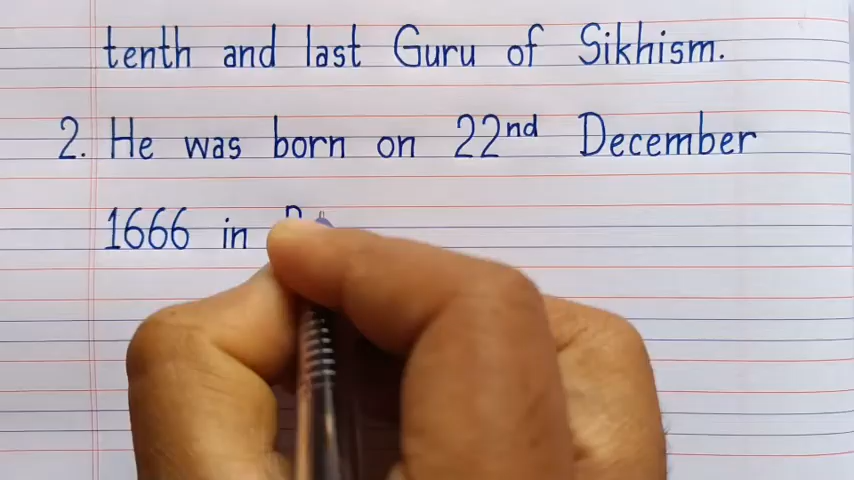 tenth and last Guru of Sikhism.
2. He was born on 22nd December
1666 in